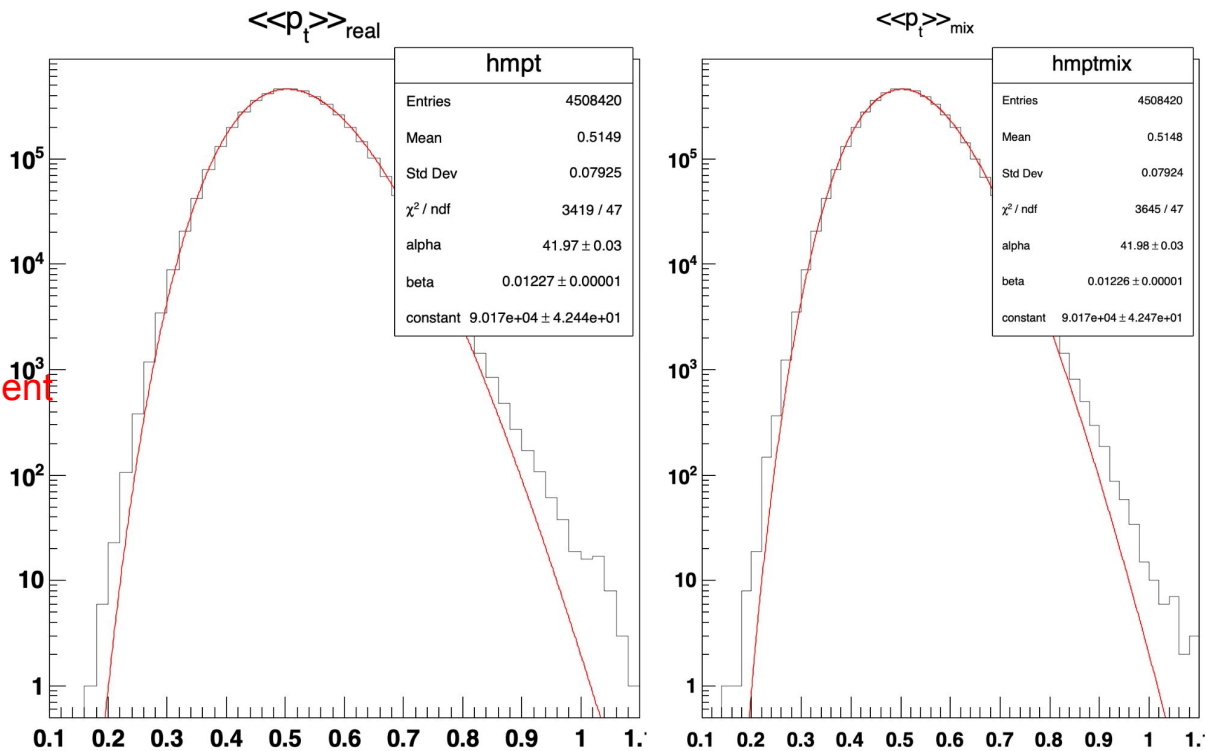 <<p_t>>_real
hmpt
Entries 4508420
Mean 0.5149
Std Dev 0.07925
χ² / ndf 3419 / 47
alpha 41.97 ± 0.03
beta 0.01227 ± 0.00001
constant 9.017e+04 ± 4.244e+01
10⁵
10⁴
10³
ent
10²
10
1
0.1 0.2 0.3 0.4 0.5 0.6 0.7 0.8 0.9 1 1.
<<p_t>>_mix
hmptmix
Entries 4508420
Mean 0.5148
Std Dev 0.07924
χ² / ndf 3645 / 47
alpha 41.98 ± 0.03
beta 0.01226 ± 0.00001
constant 9.017e+04 ± 4.247e+01
10⁵
10⁴
10³
10²
10
1
0.1 0.2 0.3 0.4 0.5 0.6 0.7 0.8 0.9 1 1.